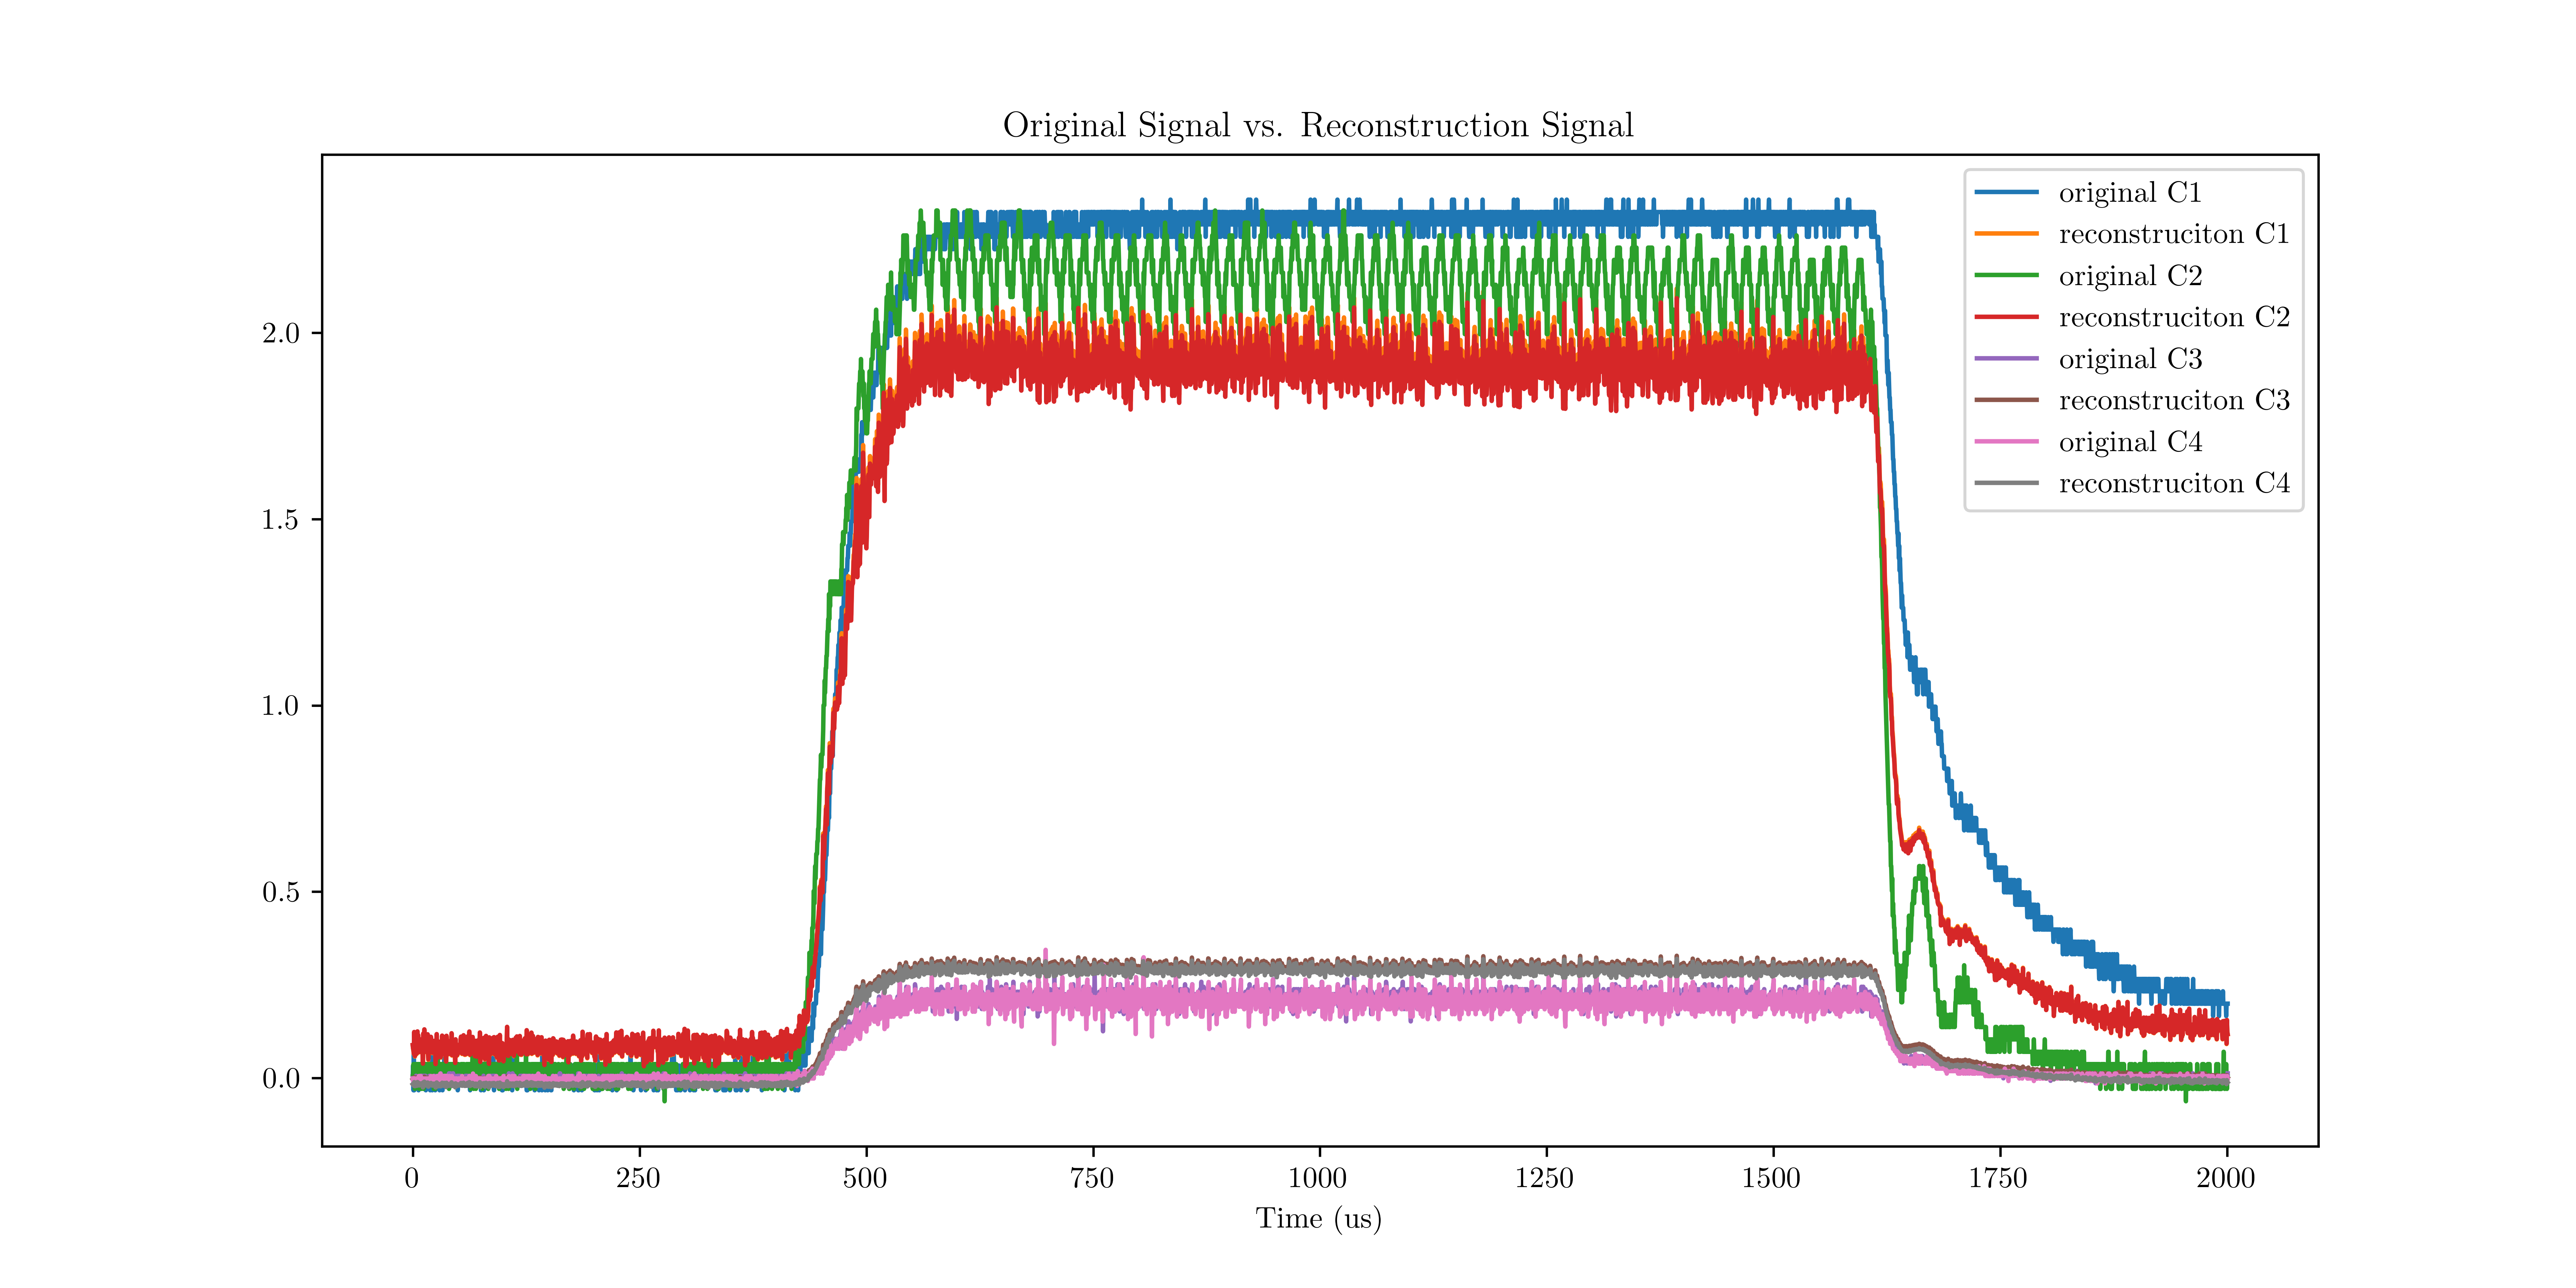 Original Signal vs. Reconstruction Signal
original C1
reconstruciton C1
original C2
reconstruciton C2
original C3
reconstruciton C3
original C4
reconstruciton C4
2.0
1.5
1.0
0.5
0.0
0 250 500 750 1000 1250 1500 1750 2000
Time (us)